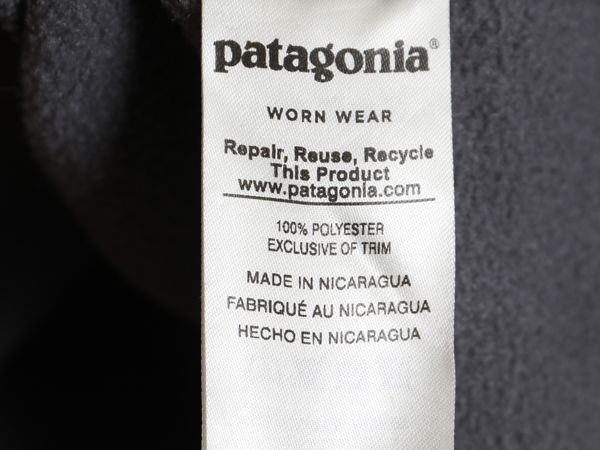 patagonia®
WORN WEAR
Repair, Reuse, Recycle
This Product
www.patagonia.com
100% POLYESTER
EXCLUSIVE OF TRIM
MADE IN NICARAGUA
FABRIQUÉ AU NICARAGUA
HECHO EN NICARAGUA